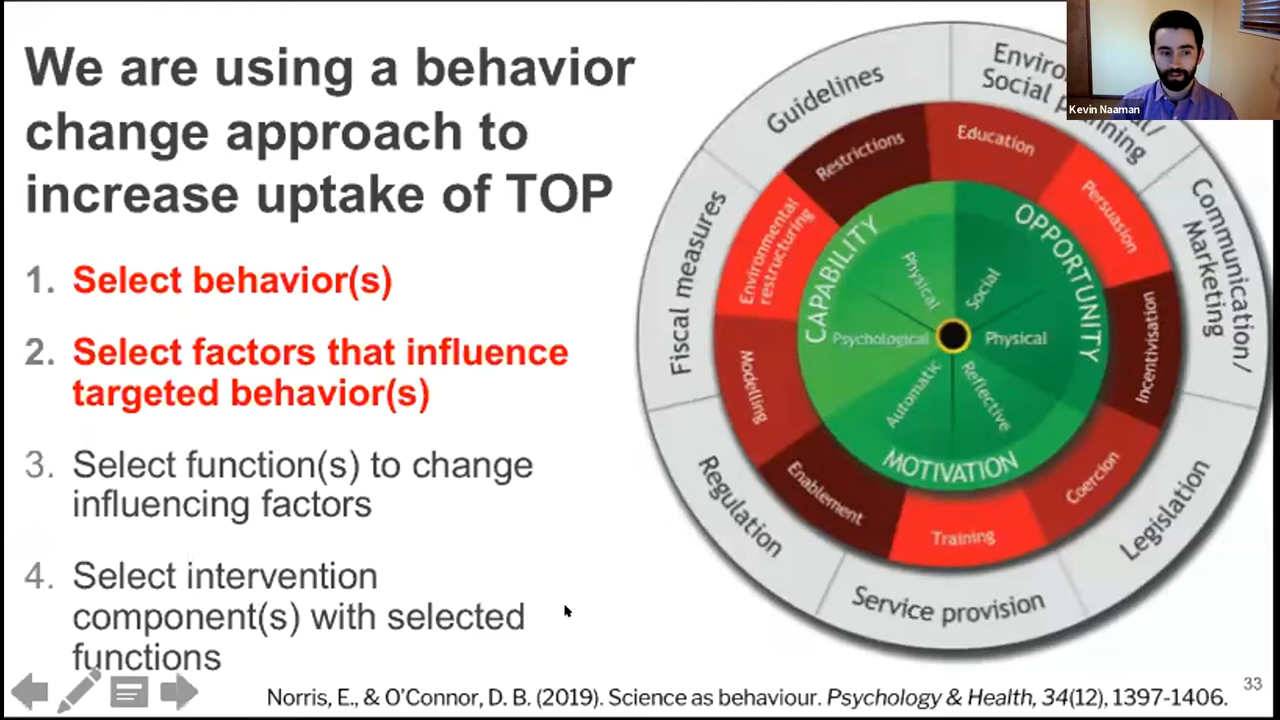 We are using a behavior
change approach to
increase uptake of TOP
1. Select behavior(s)
2. Select factors that influence
targeted behavior(s)
3. Select function(s) to change
influencing factors
4. Select intervention
component(s) with selected
functions
Kevin Naaman
Guidelines
Social
Communication/
Marketing
Legislation
Service provision
Regulation
Fiscal measures
Restrictions
Education
Persuasion
Incentivisation
Coercion
Training
Enablement
Modelling
Environmental
restructuring
CAPABILITY
OPPORTUNITY
MOTIVATION
Physical
Social
Psychological
Physical
Automatic
Reflective
Norris, E., & O'Connor, D. B. (2019). Science as behaviour. Psychology & Health, 34(12), 1397-1406.
33